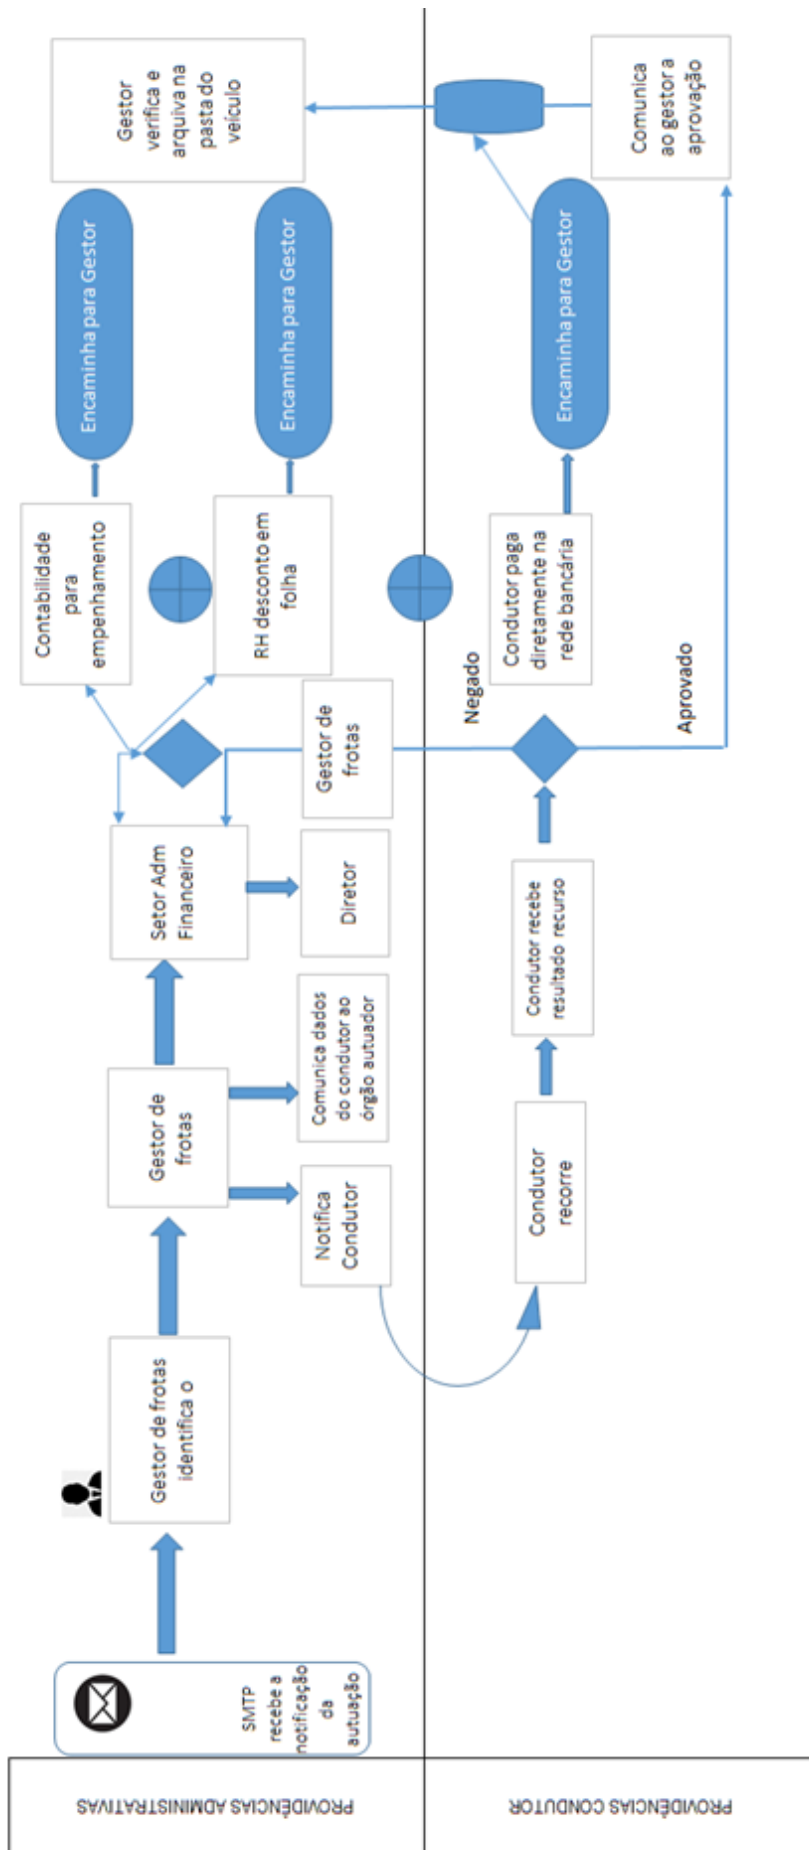 PROVIDÊNCIAS ADMINISTRATIVAS
SMTP
recebe a
notificação
da
autuação
Gestor de frotas
identifica o
Gestor de
frotas
Notifica
Condutor
Comunica dados
do condutor ao
órgão autuador
Setor Adm
Financeiro
Diretor
Gestor de
frotas
Contabilidade
para
empenhamento
RH desconto em
folha
Encaminha para Gestor
Encaminha para Gestor
Gestor
verifica e
arquiva na
pasta do
veículo
PROVIDÊNCIAS CONDUTOR
Condutor
recorre
Condutor recebe
resultado recurso
Negado
Aprovado
Condutor paga
diretamente na
rede bancária
Encaminha para Gestor
Comunica
ao gestor a
aprovação